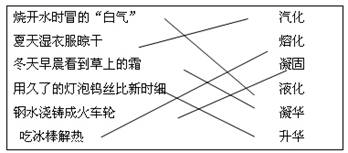 烧开水时冒的“白气” 汽化
夏天湿衣服晾干 熔化
冬天早晨看到草上的霜 凝固
用久了的灯泡钨丝比新时细 液化
钢水浇铸成火车轮 凝华
吃冰棒解热 升华